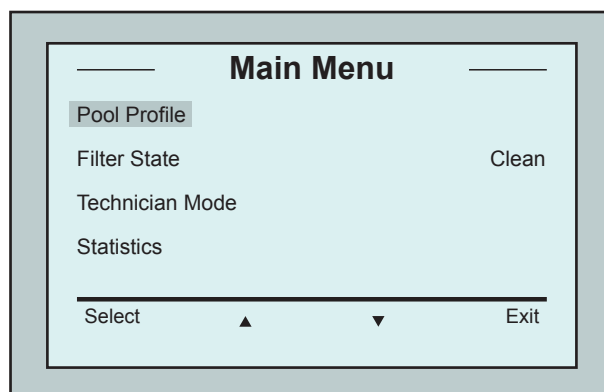 Main Menu
Pool Profile
Filter State Clean
Technician Mode
Statistics
Select ▲ ▼ Exit